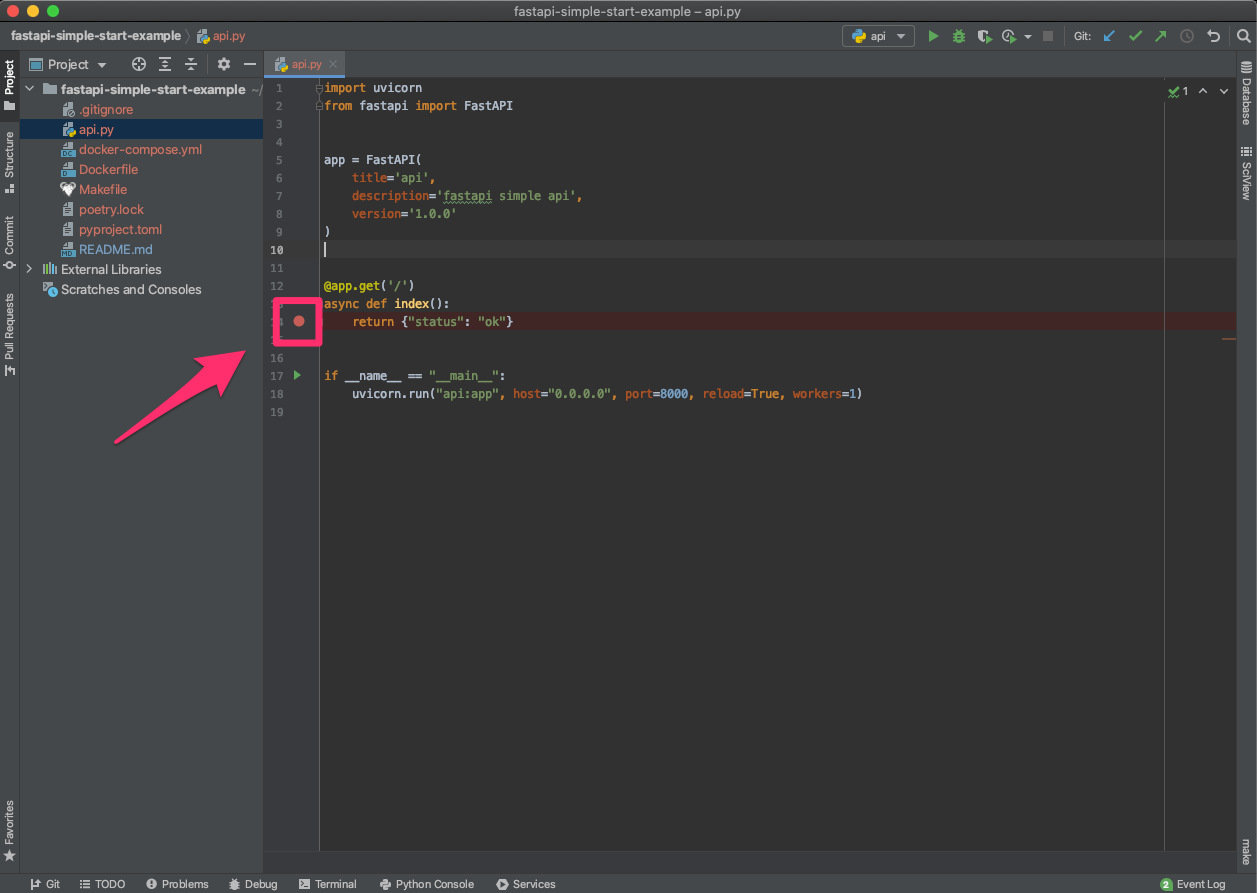 fastapi-simple-start-example – api.py
fastapi-simple-start-example api.py
api
Git:
Project
api.py
Project
Structure
Commit
Pull Requests
Favorites
fastapi-simple-start-example ~/
.gitignore
api.py
docker-compose.yml
Dockerfile
Makefile
poetry.lock
pyproject.toml
README.md
External Libraries
Scratches and Consoles
1 import uvicorn
2 from fastapi import FastAPI
3
4
5 app = FastAPI(
6 title='api',
7 description='fastapi simple api',
8 version='1.0.0'
9 )
10
11
12 @app.get('/')
async def index():
return {"status": "ok"}
16
17 if __name__ == "__main__":
18 uvicorn.run("api:app", host="0.0.0.0", port=8000, reload=True, workers=1)
19
1
Database
SciView
make
Git
TODO
Problems
Debug
Terminal
Python Console
Services
2 Event Log